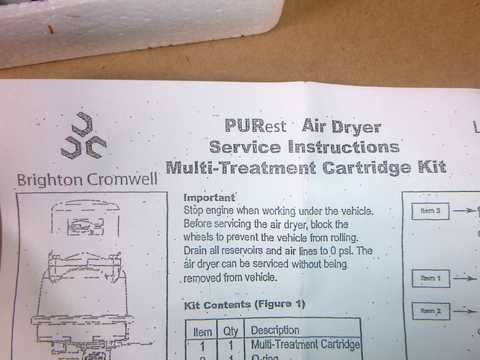 PURest Air Dryer
Service Instructions
Multi-Treatment Cartridge Kit
Brighton Cromwell
Important
Stop engine when working under the vehicle.
Before servicing the air dryer, block the
wheels to prevent the vehicle from rolling.
Drain all reservoirs and air lines to 0 psi. The
air dryer can be serviced without being
removed from vehicle.
Kit Contents (Figure 1)
Item Qty Description
1 1 Multi-Treatment Cartridge
2 1 O-ring
Item 3
Item 1
Item 2